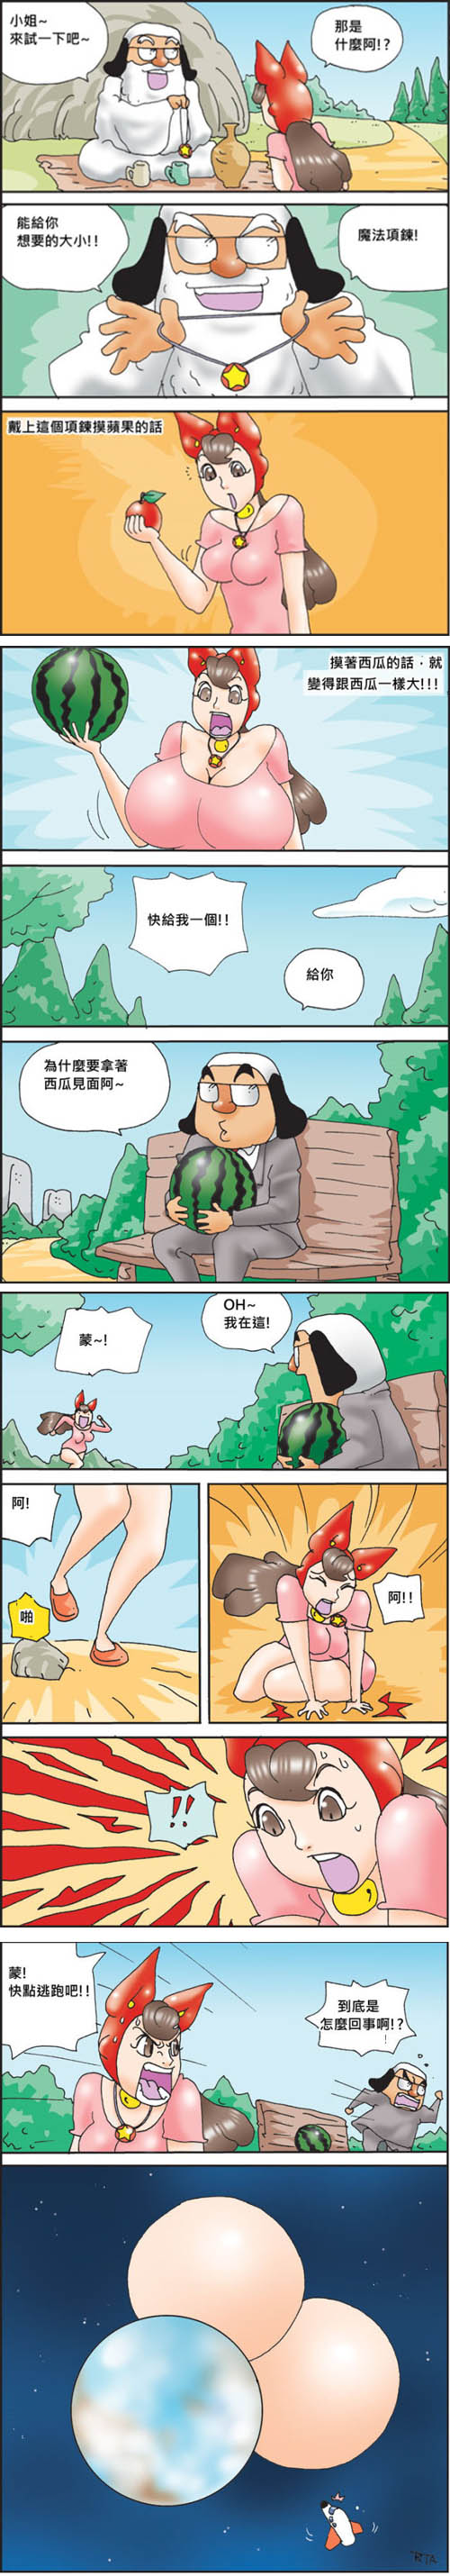 小姐~
來試一下吧~
那是
什麼阿!?
能給你
想要的大小!!
魔法項鍊!
戴上這個項鍊摸蘋果的話
摸著西瓜的話，就
變得跟西瓜一樣大!!!
快給我一個!!
給你
為什麼要拿著
西瓜見面阿~
蒙~!
OH~
我在這!
阿!
啪
阿!!
!!
蒙!
快點逃跑吧!!
到底是
怎麼回事啊!?